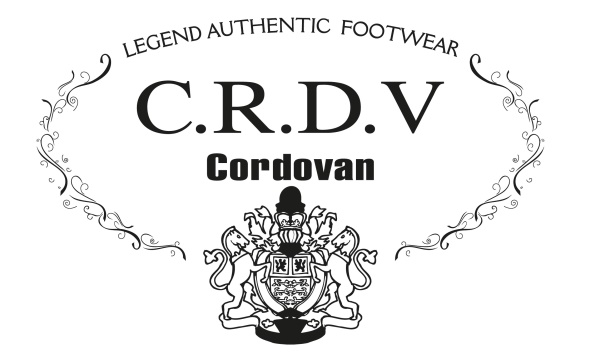 LEGEND AUTHENTIC FOOTWEAR
C.R.D.V
Cordovan